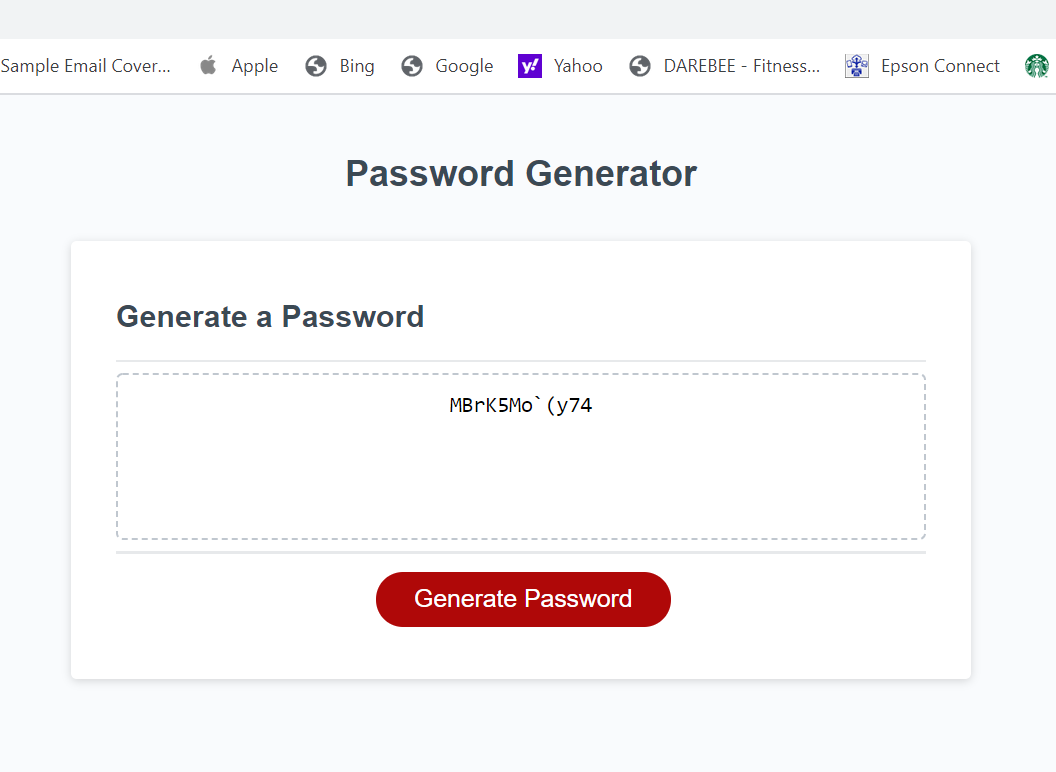 Sample Email Cover... Apple Bing Google Yahoo DAREBEE - Fitness... Epson Connect
Password Generator
Generate a Password
MBrK5Mo`(y74
Generate Password